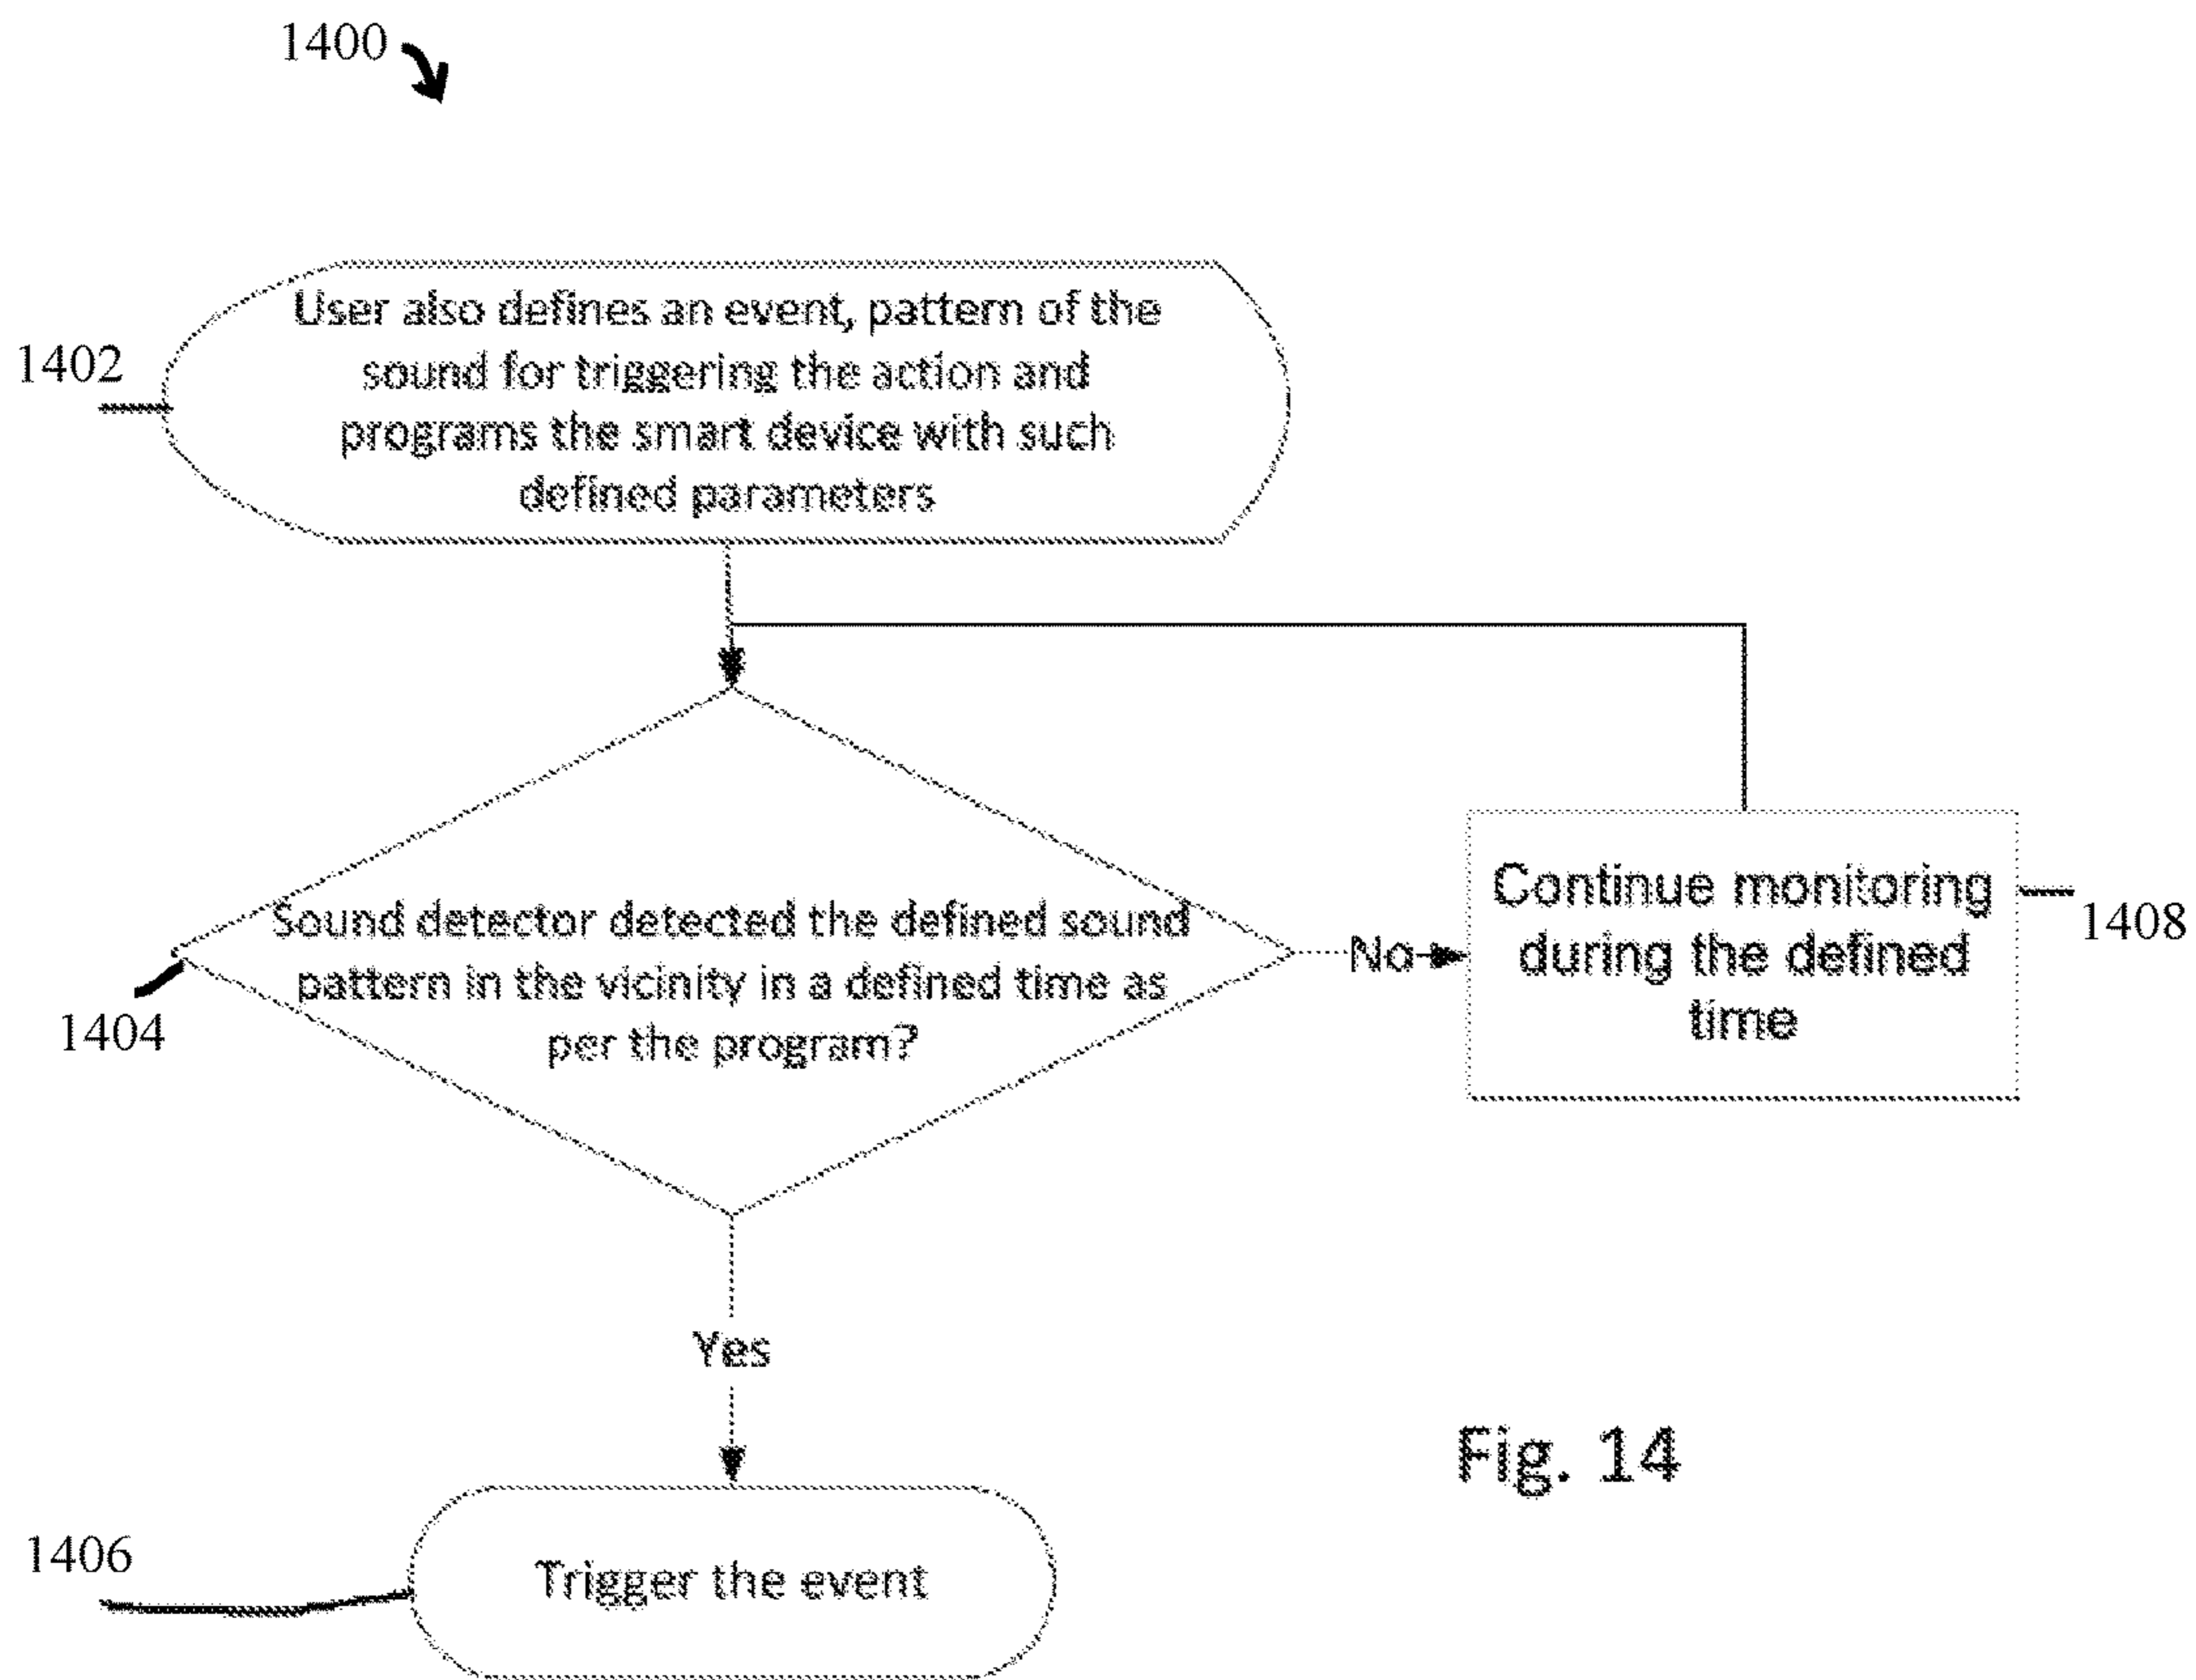 1400
User also defines an event, pattern of the
sound for triggering the action and
programs the smart device with such
defined parameters
1402
Sound detector detected the defined sound
pattern in the vicinity in a defined time as
per the program?
1404
No
Continue monitoring
during the defined
time
1408
Yes
Trigger the event
1406
Fig. 14